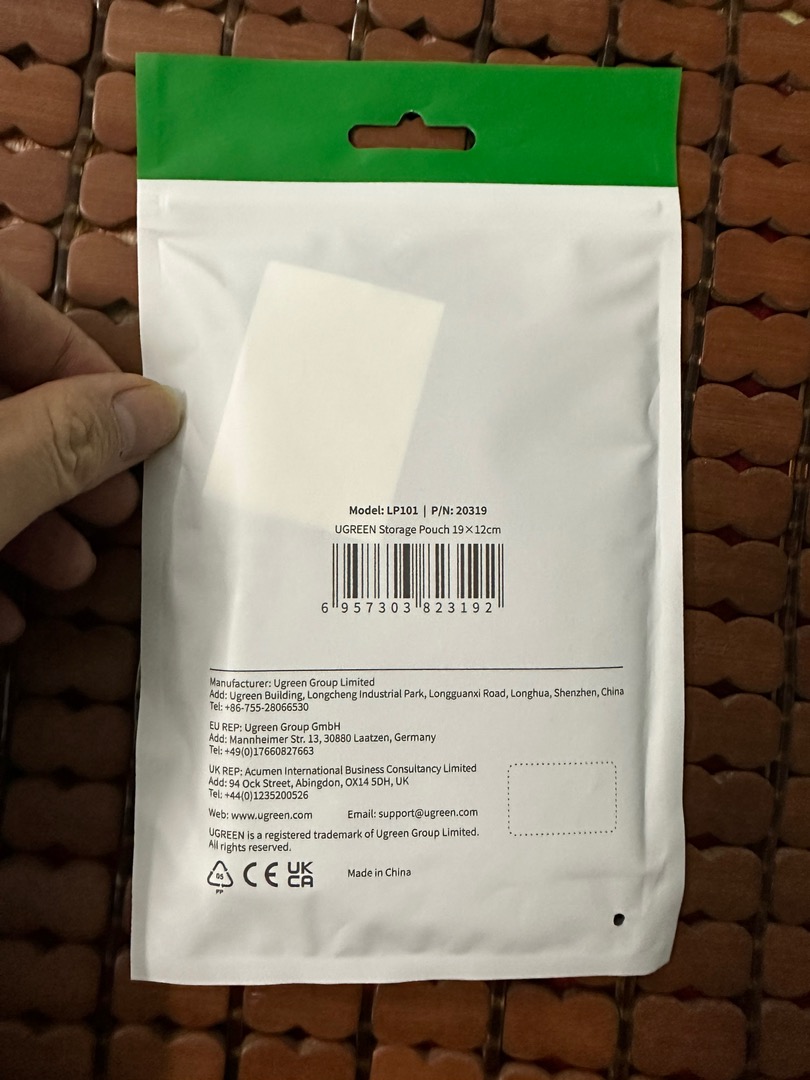 Model: LP101 | P/N: 20319
UGREEN Storage Pouch 19×12cm
6 957303 823192
Manufacturer: Ugreen Group Limited
Add: Ugreen Building, Longcheng Industrial Park, Longguanxi Road, Longhua, Shenzhen, China
Tel: +86-755-28066530
EU REP: Ugreen Group GmbH
Add: Mannheimer Str. 13, 30880 Laatzen, Germany
Tel: +49(0)17660827663
UK REP: Acumen International Business Consultancy Limited
Add: 94 Ock Street, Abingdon, OX14 5DH, UK
Tel: +44(0)1235200526
Web: www.ugreen.com Email: support@ugreen.com
UGREEN is a registered trademark of Ugreen Group Limited.
All rights reserved.
05
PP
CE
UK
CA
Made in China